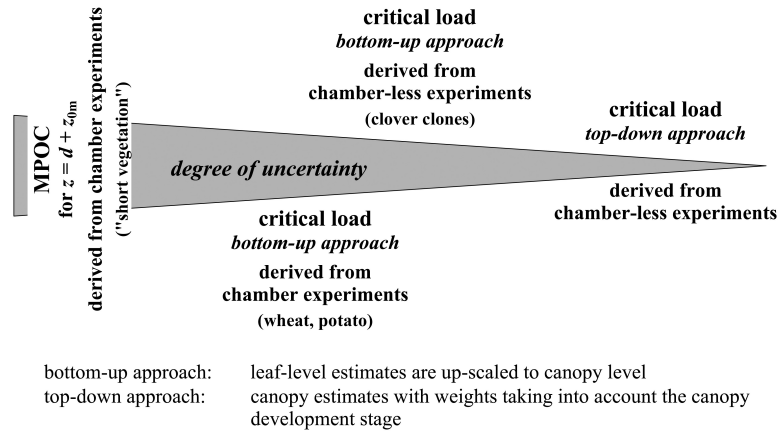 MPOC
for z = d + z0m
derived from chamber experiments
("short vegetation")
critical load
bottom-up approach
derived from
chamber-less experiments
(clover clones)
critical load
top-down approach
degree of uncertainty
derived from
chamber-less experiments
critical load
bottom-up approach
derived from
chamber experiments
(wheat, potato)
bottom-up approach: leaf-level estimates are up-scaled to canopy level
top-down approach: canopy estimates with weights taking into account the canopy
development stage